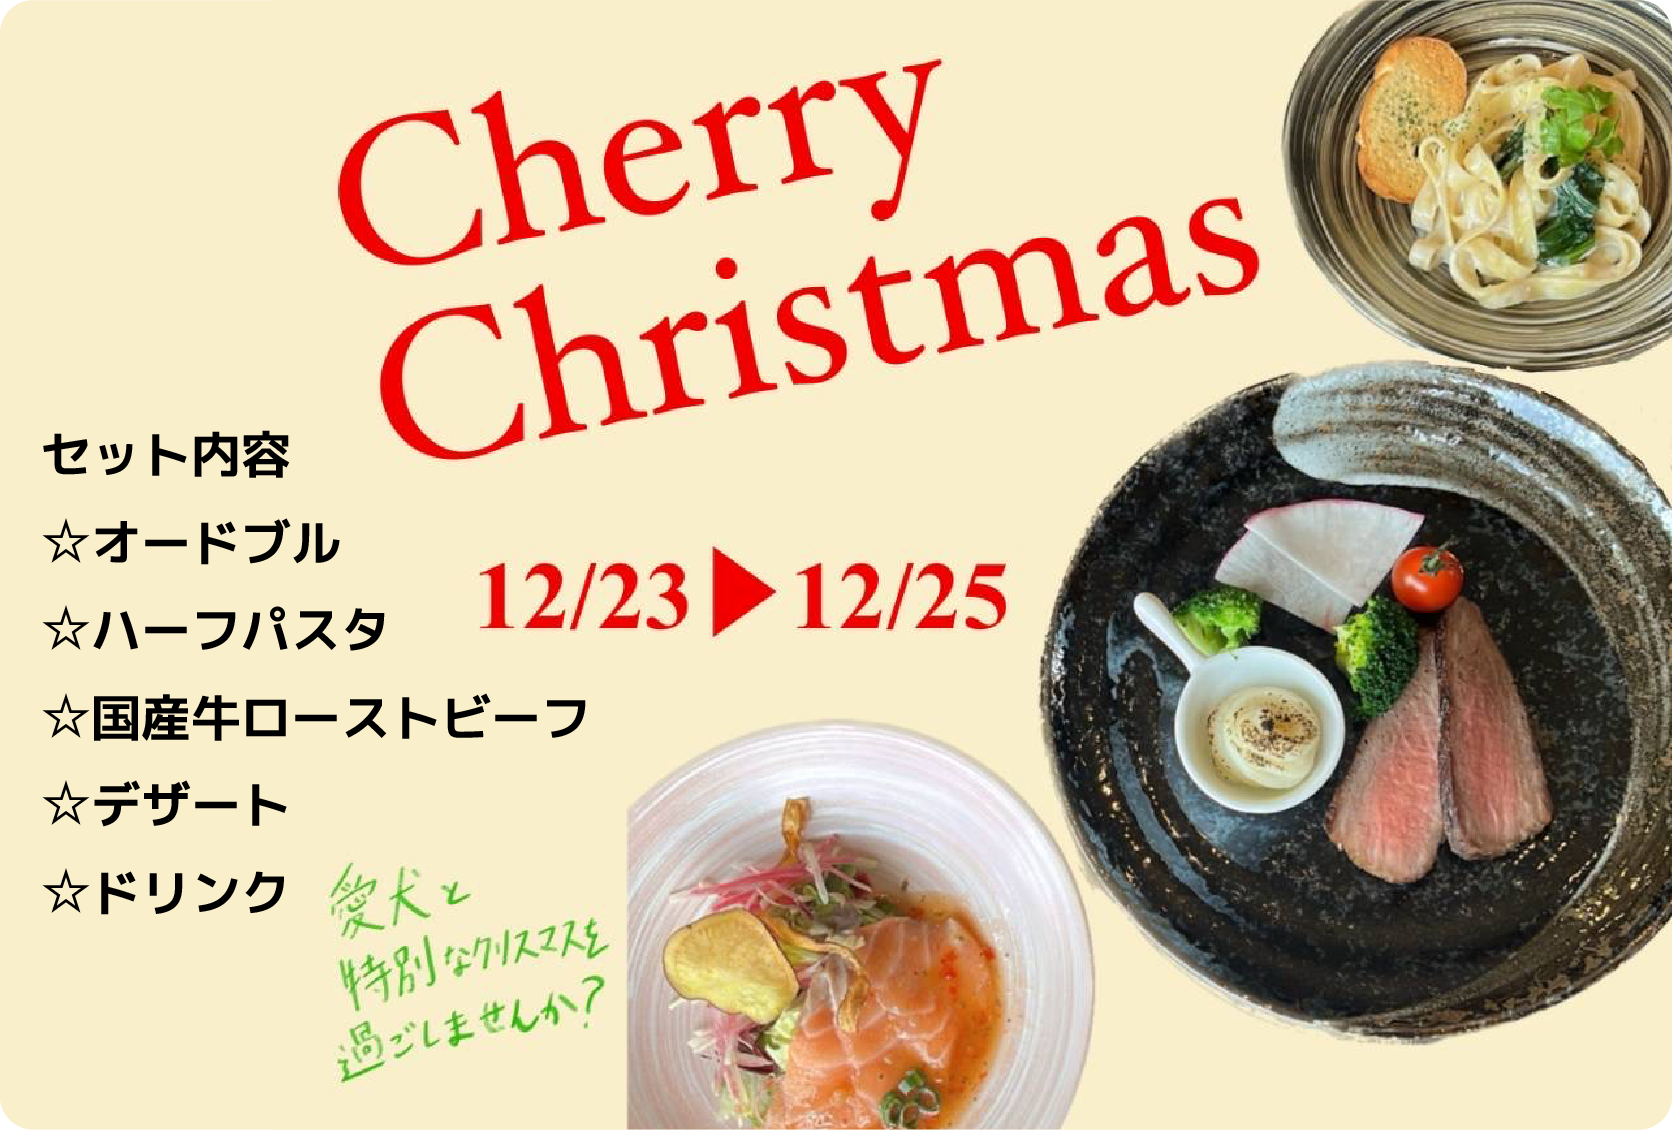 Cherry
Christmas
セット内容
☆オードブル
☆ハーフパスタ
☆国産牛ローストビーフ
☆デザート
☆ドリンク
12/23▶12/25
愛犬と
特別なクリスマスを
過ごしませんか?